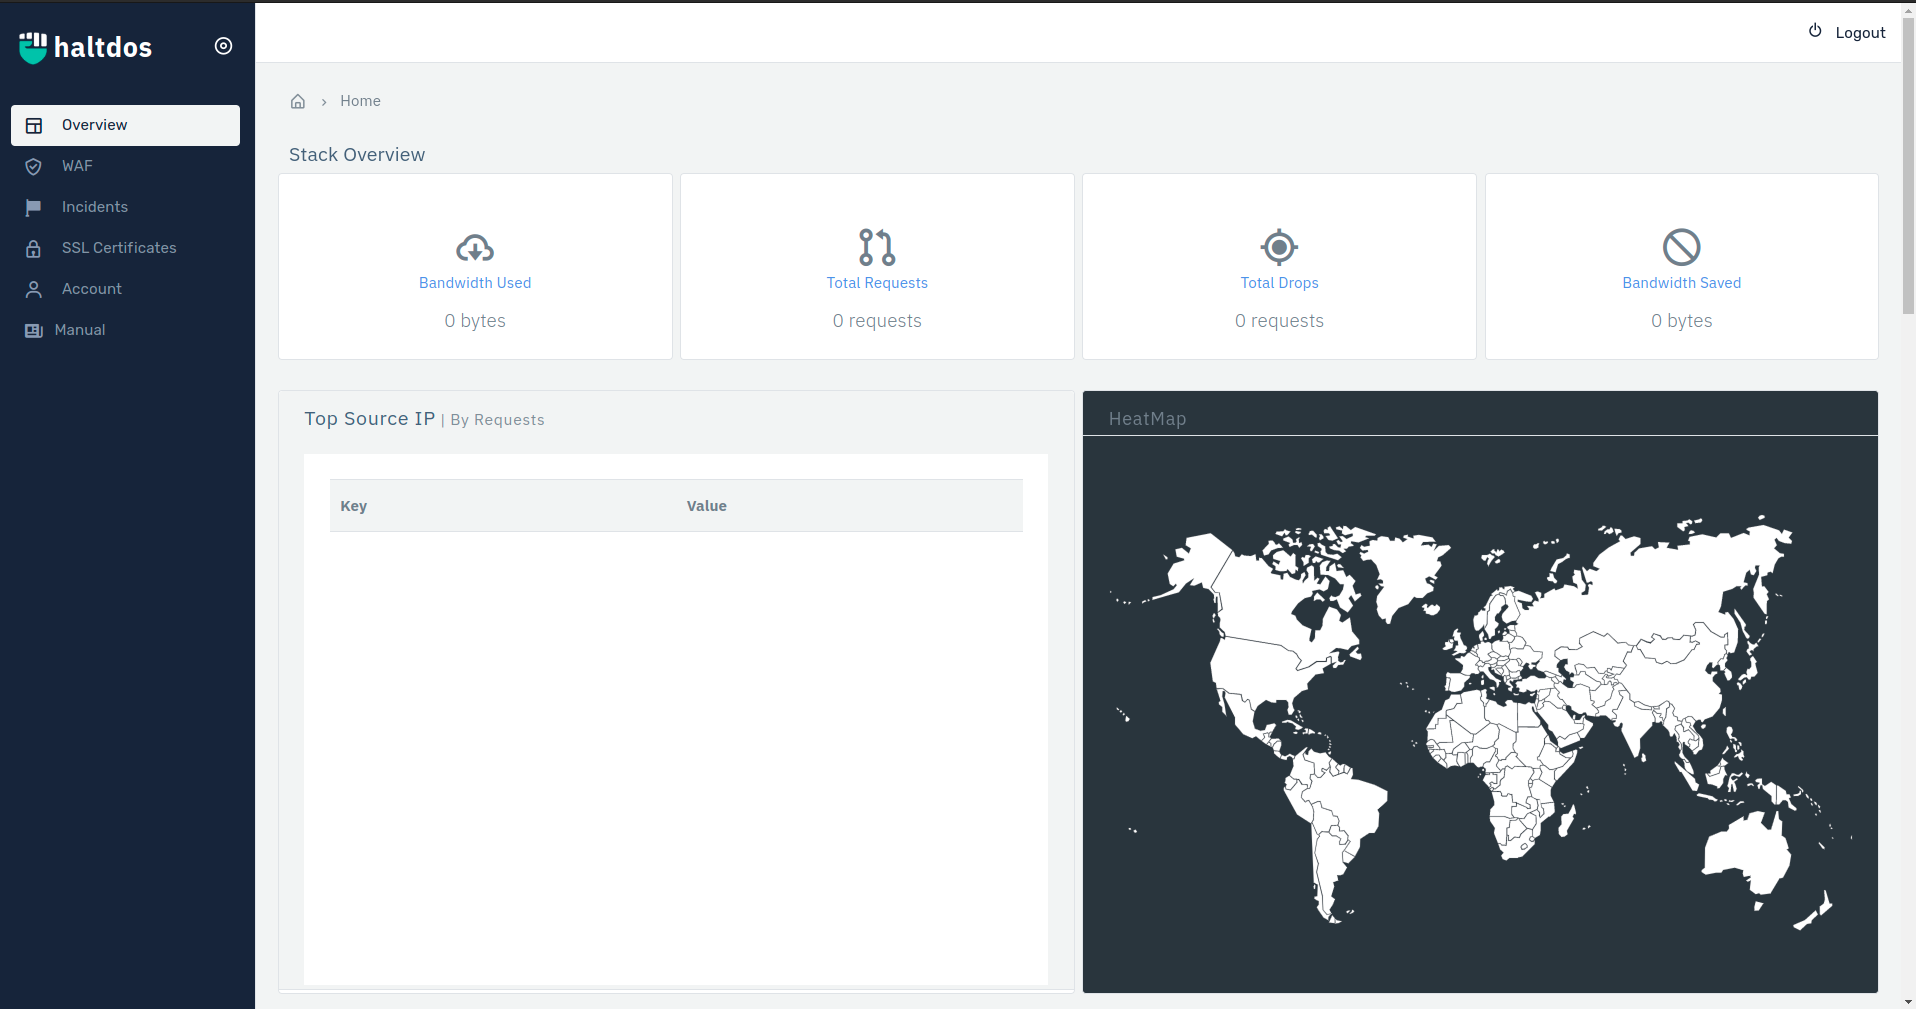 haltdos
Logout
Overview
WAF
Incidents
SSL Certificates
Account
Manual
Home
Stack Overview
Bandwidth Used
0 bytes
Total Requests
0 requests
Total Drops
0 requests
Bandwidth Saved
0 bytes
Top Source IP | By Requests
Key Value
HeatMap